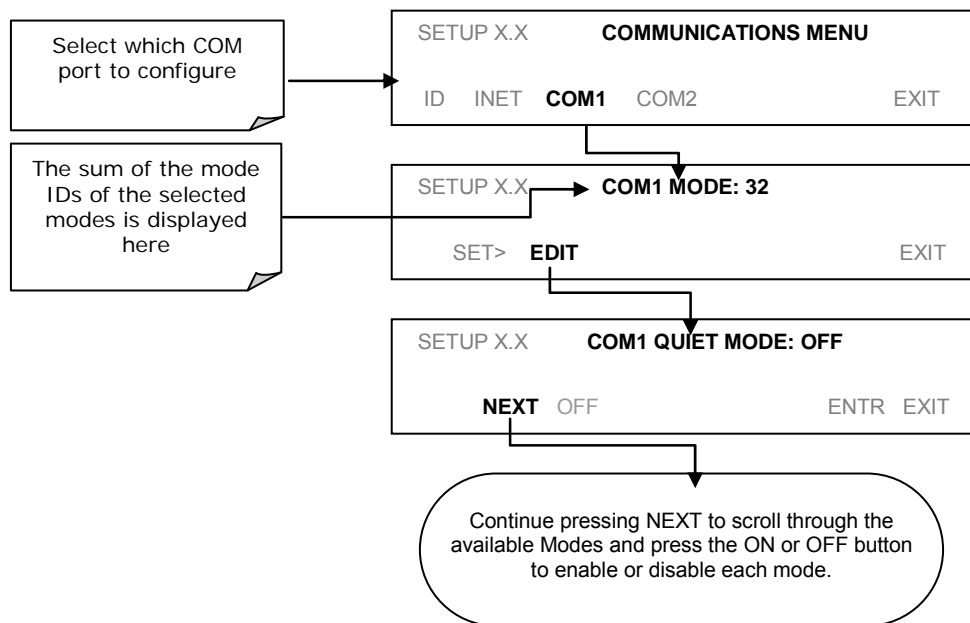 Select which COM
port to configure
SETUP X.X COMMUNICATIONS MENU
ID INET COM1 COM2 EXIT
The sum of the mode
IDs of the selected
modes is displayed
here
SETUP X.X COM1 MODE: 32
SET> EDIT EXIT
SETUP X.X COM1 QUIET MODE: OFF
NEXT OFF ENTR EXIT
Continue pressing NEXT to scroll through the
available Modes and press the ON or OFF button
to enable or disable each mode.